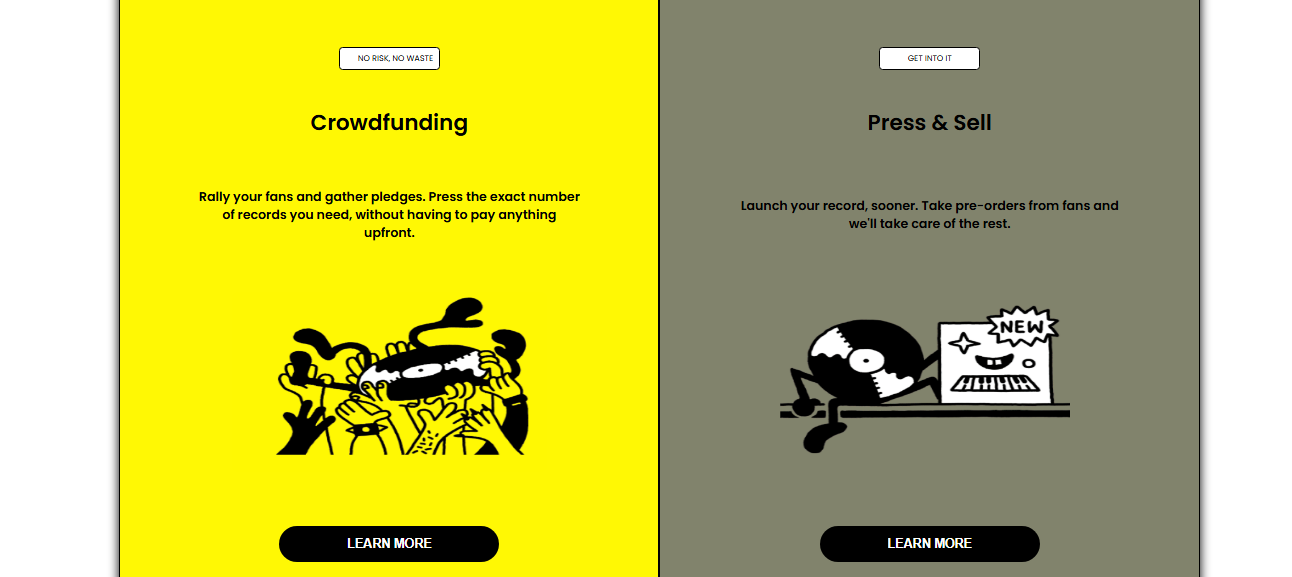 NO RISK, NO WASTE
Crowdfunding
Rally your fans and gather pledges. Press the exact number
of records you need, without having to pay anything
upfront.
LEARN MORE
GET INTO IT
Press & Sell
Launch your record, sooner. Take pre-orders from fans and
we'll take care of the rest.
NEW
LEARN MORE